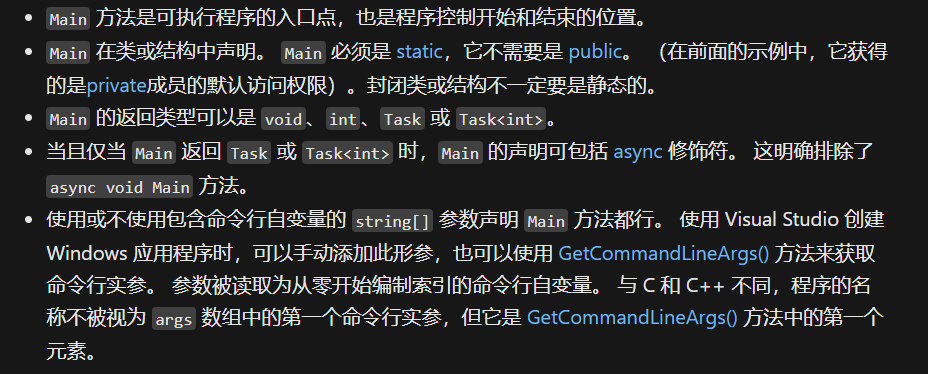 • Main 方法是可执行程序的入口点，也是程序控制开始和结束的位置。
• Main 在类或结构中声明。 Main 必须是 static，它不需要是 public。 （在前面的示例中，它获得
的是private成员的默认访问权限）。封闭类或结构不一定要是静态的。
• Main 的返回类型可以是 void、int、Task 或 Task<int>。
• 当且仅当 Main 返回 Task 或 Task<int> 时，Main 的声明可包括 async 修饰符。 这明确排除了
async void Main 方法。
• 使用或不使用包含命令行自变量的 string[] 参数声明 Main 方法都行。 使用 Visual Studio 创建
Windows 应用程序时，可以手动添加此形参，也可以使用 GetCommandLineArgs() 方法来获取
命令行实参。 参数被读取为从零开始编制索引的命令行自变量。 与 C 和 C++ 不同，程序的名
称不被视为 args 数组中的第一个命令行实参，但它是 GetCommandLineArgs() 方法中的第一个
元素。